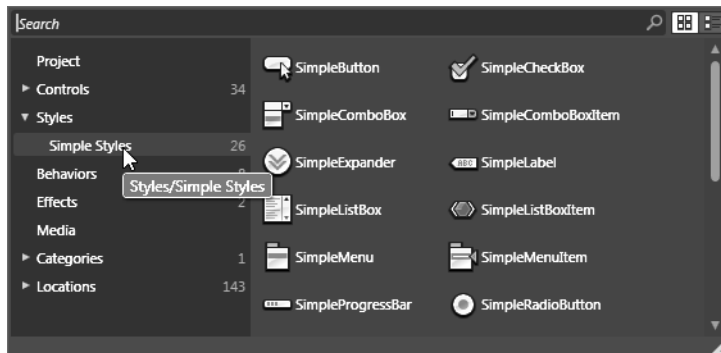 Search
Project
Controls 34
Styles
Simple Styles 26
Behaviors
Styles/Simple Styles
Effects 2
Media
Categories 1
Locations 143
SimpleButton SimpleCheckBox
SimpleComboBox SimpleComboBoxItem
SimpleExpander ABC SimpleLabel
SimpleListBox SimpleListBoxItem
SimpleMenu SimpleMenuItem
SimpleProgressBar SimpleRadioButton